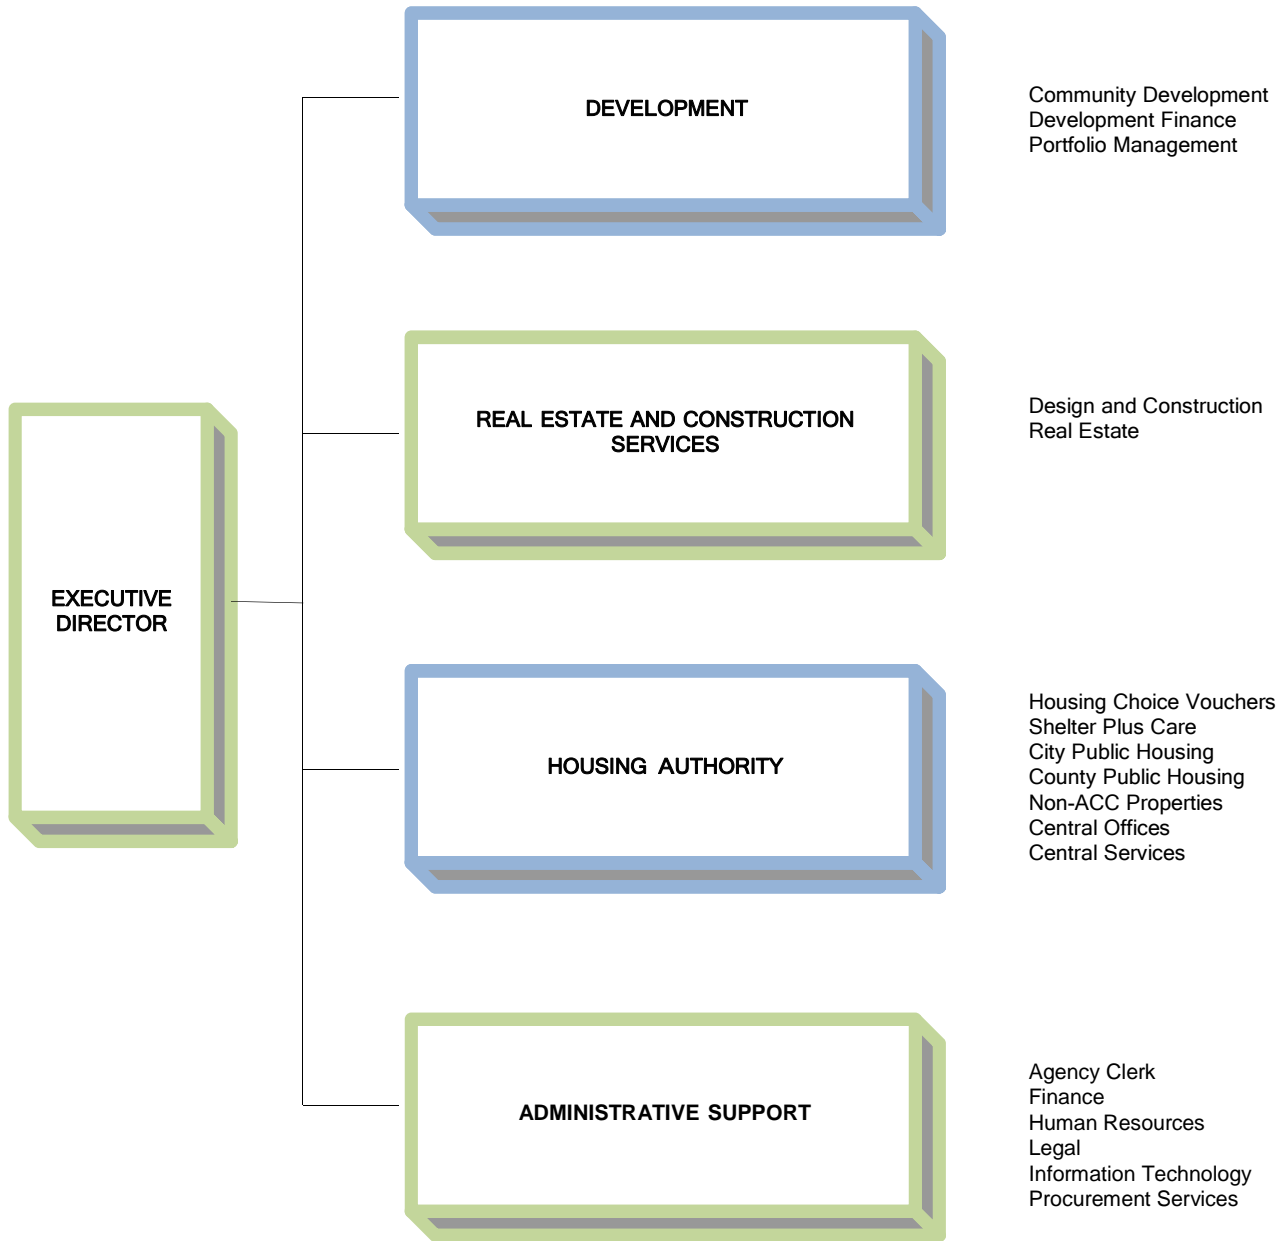 DEVELOPMENT
Community Development
Development Finance
Portfolio Management
REAL ESTATE AND CONSTRUCTION
SERVICES
Design and Construction
Real Estate
EXECUTIVE
DIRECTOR
HOUSING AUTHORITY
Housing Choice Vouchers
Shelter Plus Care
City Public Housing
County Public Housing
Non-ACC Properties
Central Offices
Central Services
ADMINISTRATIVE SUPPORT
Agency Clerk
Finance
Human Resources
Legal
Information Technology
Procurement Services